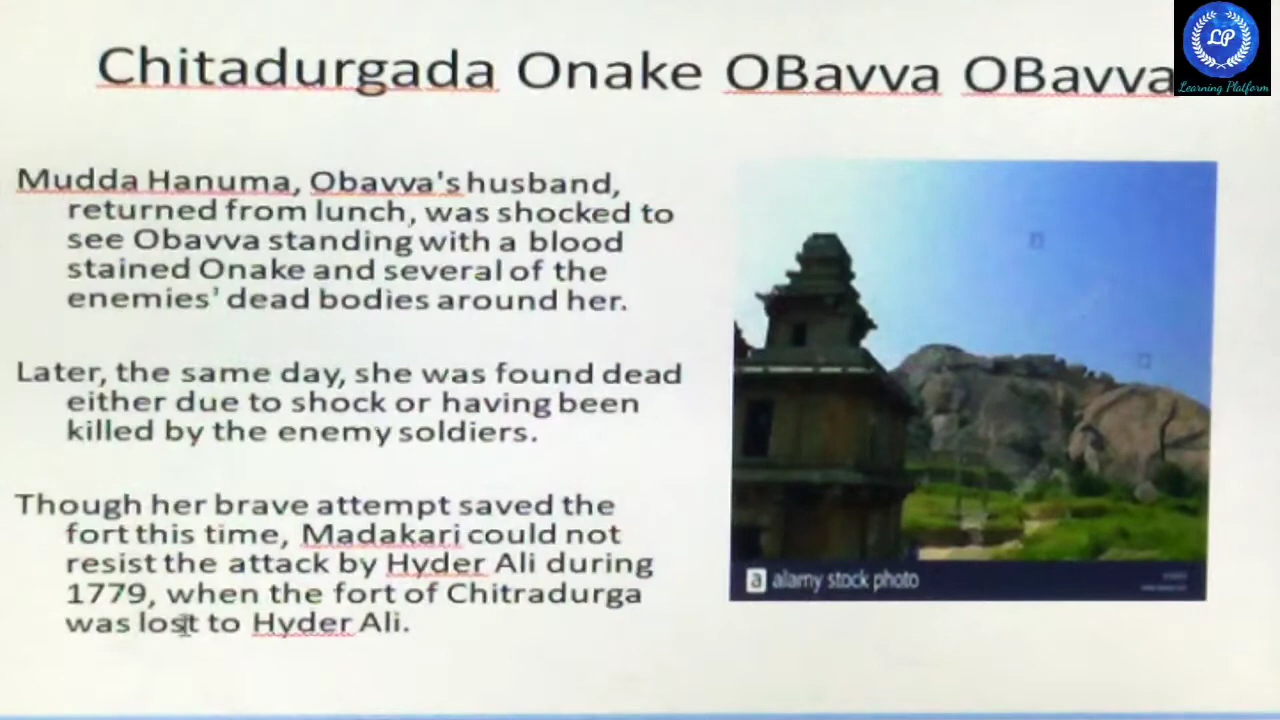 Chitadurgada Onake OBavva OBavva
LP
Learning Platform
Mudda Hanuma, Obavva's husband,
returned from lunch, was shocked to
see Obavva standing with a blood
stained Onake and several of the
enemies' dead bodies around her.
Later, the same day, she was found dead
either due to shock or having been
killed by the enemy soldiers.
Though her brave attempt saved the
fort this time, Madakari could not
resist the attack by Hyder Ali during
1779, when the fort of Chitradurga
was lost to Hyder Ali.
a alamy stock photo